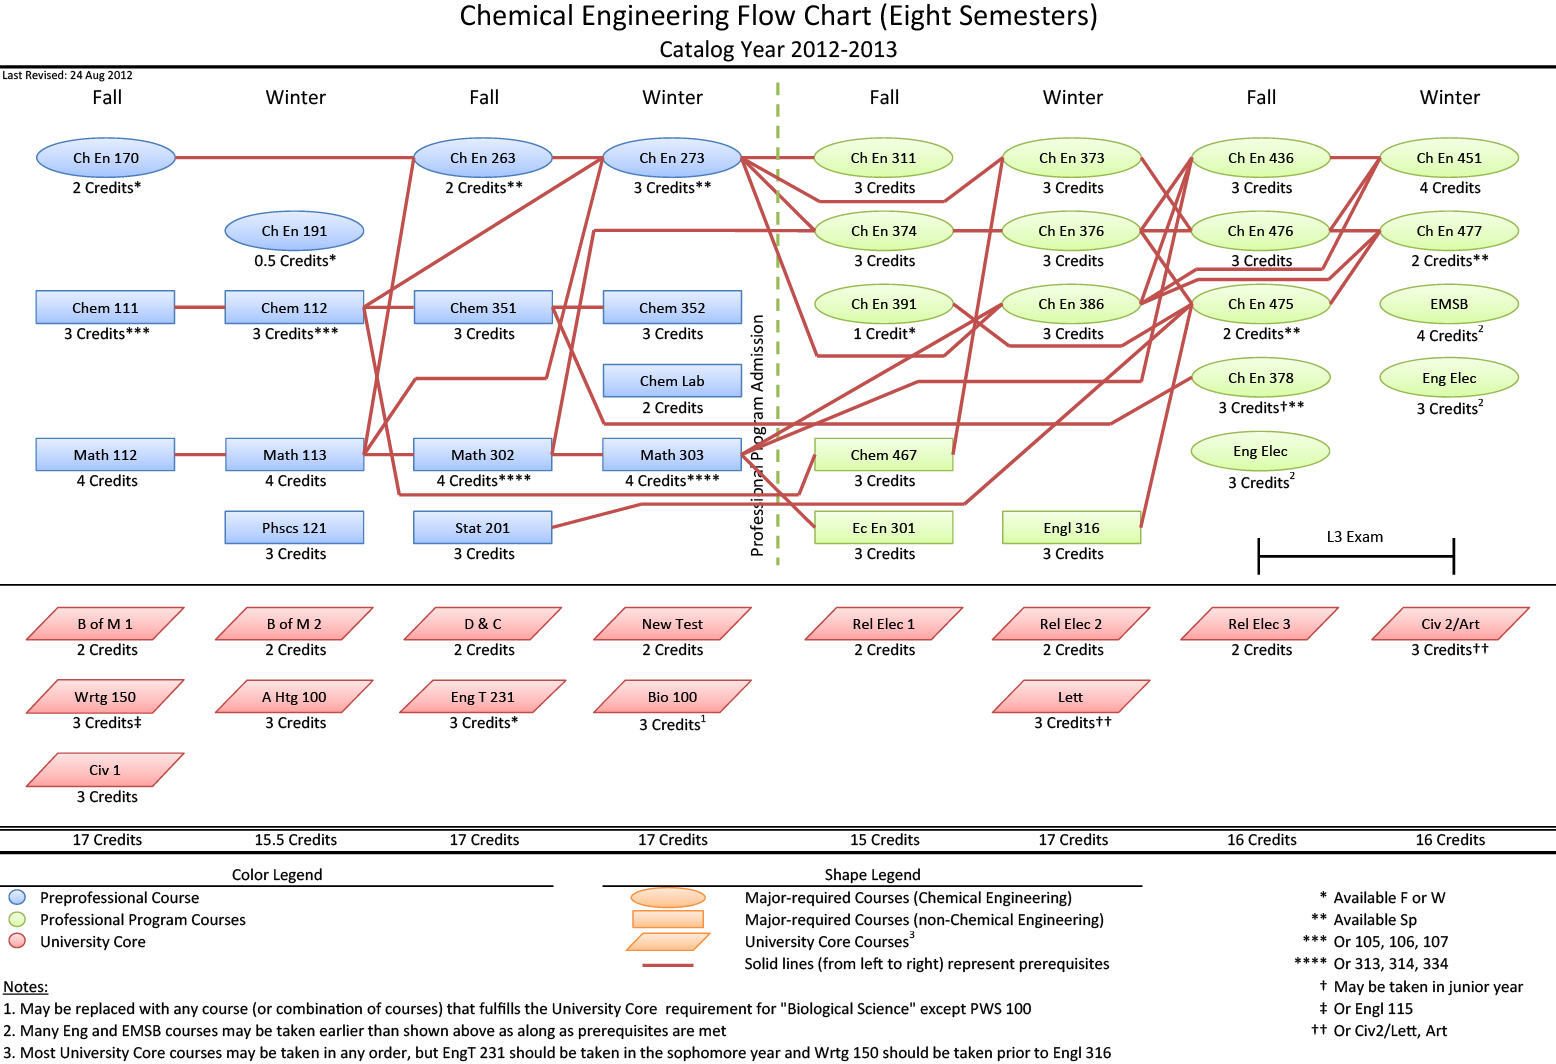 Chemical Engineering Flow Chart (Eight Semesters)
Catalog Year 2012-2013
Last Revised: 24 Aug 2012
Fall Winter Fall Winter Fall Winter Fall Winter
Ch En 170 Ch En 263 Ch En 273 Ch En 311 Ch En 373 Ch En 436 Ch En 451
2 Credits* 2 Credits** 3 Credits** 3 Credits 3 Credits 3 Credits 4 Credits
Ch En 191 Ch En 374 Ch En 376 Ch En 476 Ch En 477
0.5 Credits* 3 Credits 3 Credits 3 Credits 2 Credits**
Chem 111 Chem 112 Chem 351 Chem 352 Ch En 391 Ch En 386 Ch En 475 EMSB
3 Credits*** 3 Credits*** 3 Credits 3 Credits 1 Credit* 3 Credits 2 Credits** 4 Credits2
Chem Lab Ch En 378 Eng Elec
2 Credits 3 Credits†** 3 Credits2
Math 112 Math 113 Math 302 Math 303 Chem 467 Eng Elec
4 Credits 4 Credits 4 Credits**** 4 Credits**** 3 Credits 3 Credits2
Phscs 121 Stat 201 Ec En 301 Engl 316
3 Credits 3 Credits 3 Credits 3 Credits
Professional Program Admission
L3 Exam
B of M 1 B of M 2 D & C New Test Rel Elec 1 Rel Elec 2 Rel Elec 3 Civ 2/Art
2 Credits 2 Credits 2 Credits 2 Credits 2 Credits 2 Credits 2 Credits 3 Credits††
Wrtg 150 A Htg 100 Eng T 231 Bio 100 Lett
3 Credits‡ 3 Credits 3 Credits* 3 Credits1 3 Credits††
Civ 1
3 Credits
17 Credits 15.5 Credits 17 Credits 17 Credits 15 Credits 17 Credits 16 Credits 16 Credits
Color Legend
Preprofessional Course
Professional Program Courses
University Core
Shape Legend
Major-required Courses (Chemical Engineering)
Major-required Courses (non-Chemical Engineering)
University Core Courses3
Solid lines (from left to right) represent prerequisites
* Available F or W
** Available Sp
*** Or 105, 106, 107
**** Or 313, 314, 334
† May be taken in junior year
‡ Or Engl 115
†† Or Civ2/Lett, Art
Notes:
1. May be replaced with any course (or combination of courses) that fulfills the University Core requirement for "Biological Science" except PWS 100
2. Many Eng and EMSB courses may be taken earlier than shown above as along as prerequisites are met
3. Most University Core courses may be taken in any order, but EngT 231 should be taken in the sophomore year and Wrtg 150 should be taken prior to Engl 316